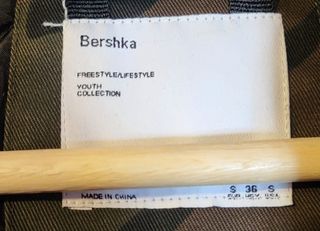 Bershka
FREESTYLE/LIFESTYLE
YOUTH
COLLECTION
S 36 S
MADE IN CHINA